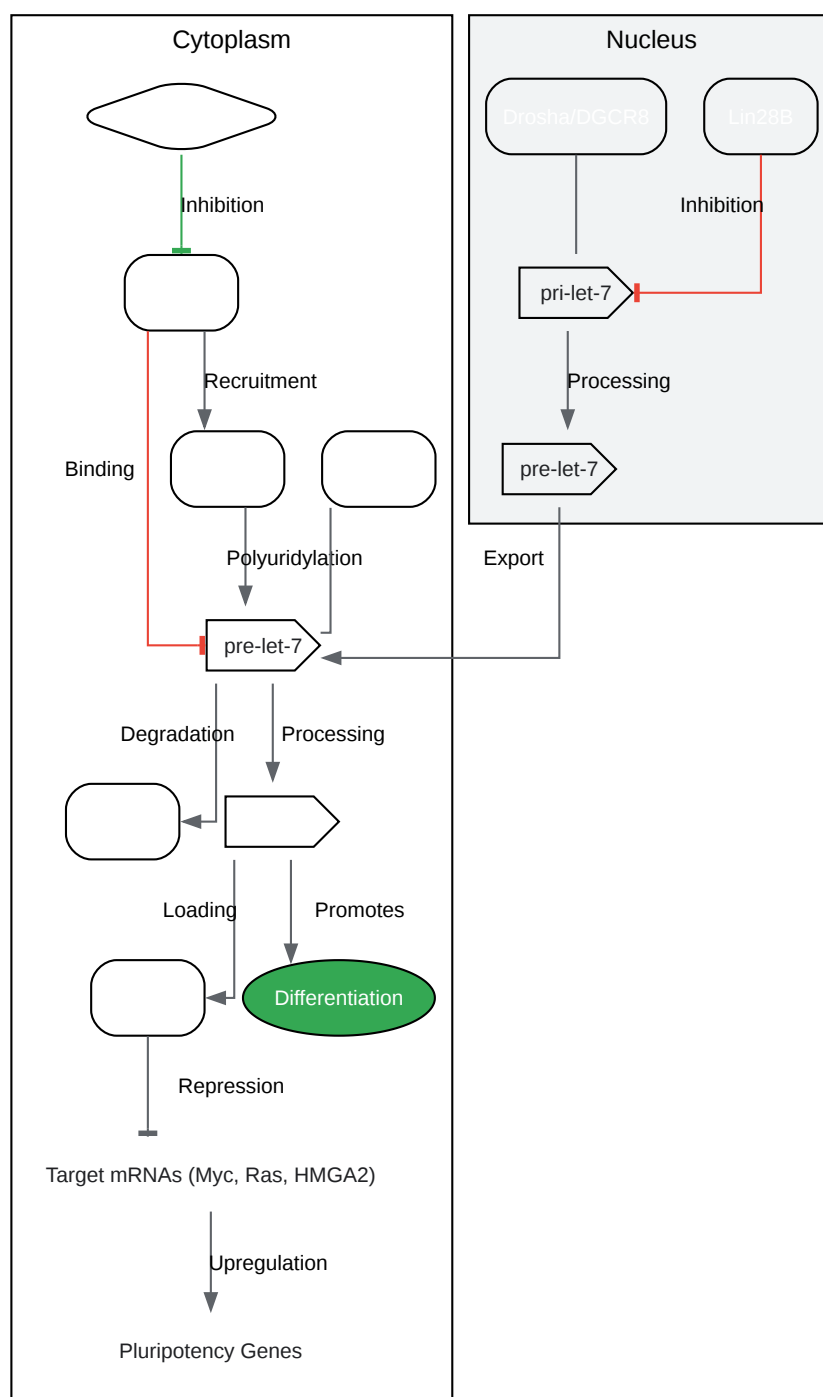 Cytoplasm
Nucleus
Drosha/DGCR8
Lin28B
Inhibition
Inhibition
pri-let-7
Recruitment
Processing
Binding
pre-let-7
Polyuridylation
Export
pre-let-7
Degradation
Processing
Loading
Promotes
Differentiation
Repression
Target mRNAs (Myc, Ras, HMGA2)
Upregulation
Pluripotency Genes